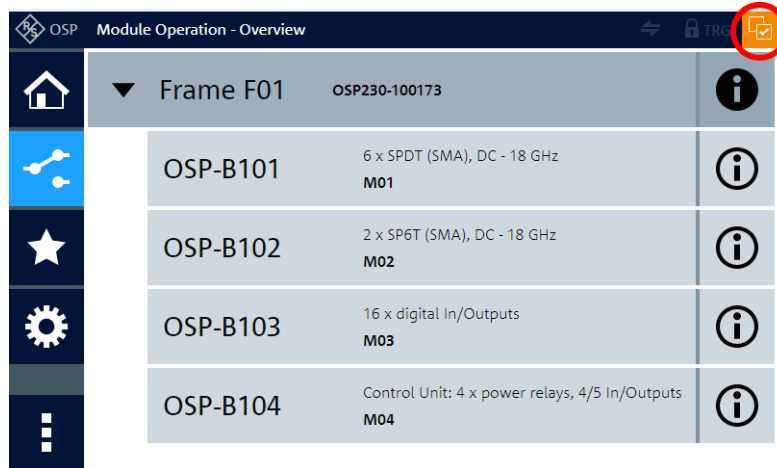 R&S OSP Module Operation - Overview TRG
Frame F01 OSP230-100173
OSP-B101 6 x SPDT (SMA), DC - 18 GHz
M01
OSP-B102 2 x SP6T (SMA), DC - 18 GHz
M02
OSP-B103 16 x digital In/Outputs
M03
OSP-B104 Control Unit: 4 x power relays, 4/5 In/Outputs
M04